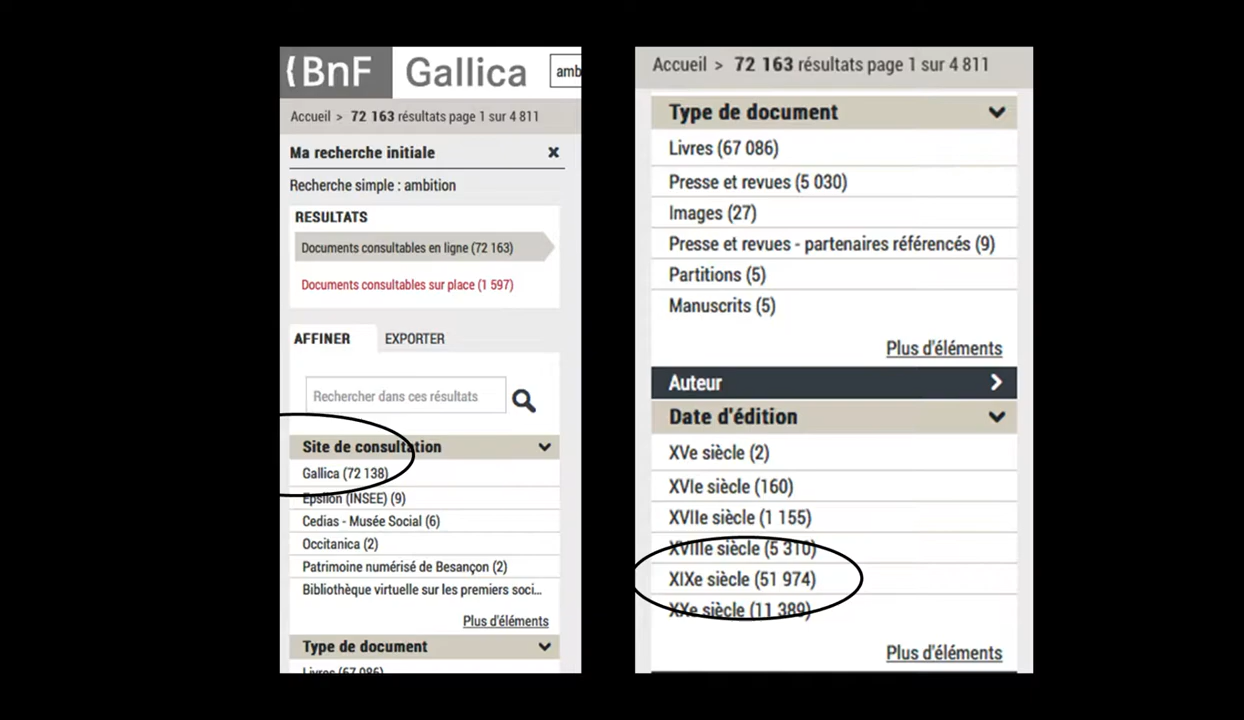 BnF Gallica amb
Accueil > 72 163 résultats page 1 sur 4 811
Ma recherche initiale x
Recherche simple : ambition
RESULTATS
Documents consultables en ligne (72 163)
Documents consultables sur place (1 597)
AFFINER EXPORTER
Rechercher dans ces résultats
Site de consultation
Gallica (72 138)
Epsilon (INSEE) (9)
Cedias - Musée Social (6)
Occitanica (2)
Patrimoine numérisé de Besançon (2)
Bibliothèque virtuelle sur les premiers soci...
Plus d'éléments
Type de document
Livres (67 086)
Accueil > 72 163 résultats page 1 sur 4 811
Type de document
Livres (67 086)
Presse et revues (5 030)
Images (27)
Presse et revues - partenaires référencés (9)
Partitions (5)
Manuscrits (5)
Plus d'éléments
Auteur
Date d'édition
XVe siècle (2)
XVIe siècle (160)
XVIIe siècle (1 155)
XVIIIe siècle (5 310)
XIXe siècle (51 974)
XXe siècle (11 389)
Plus d'éléments